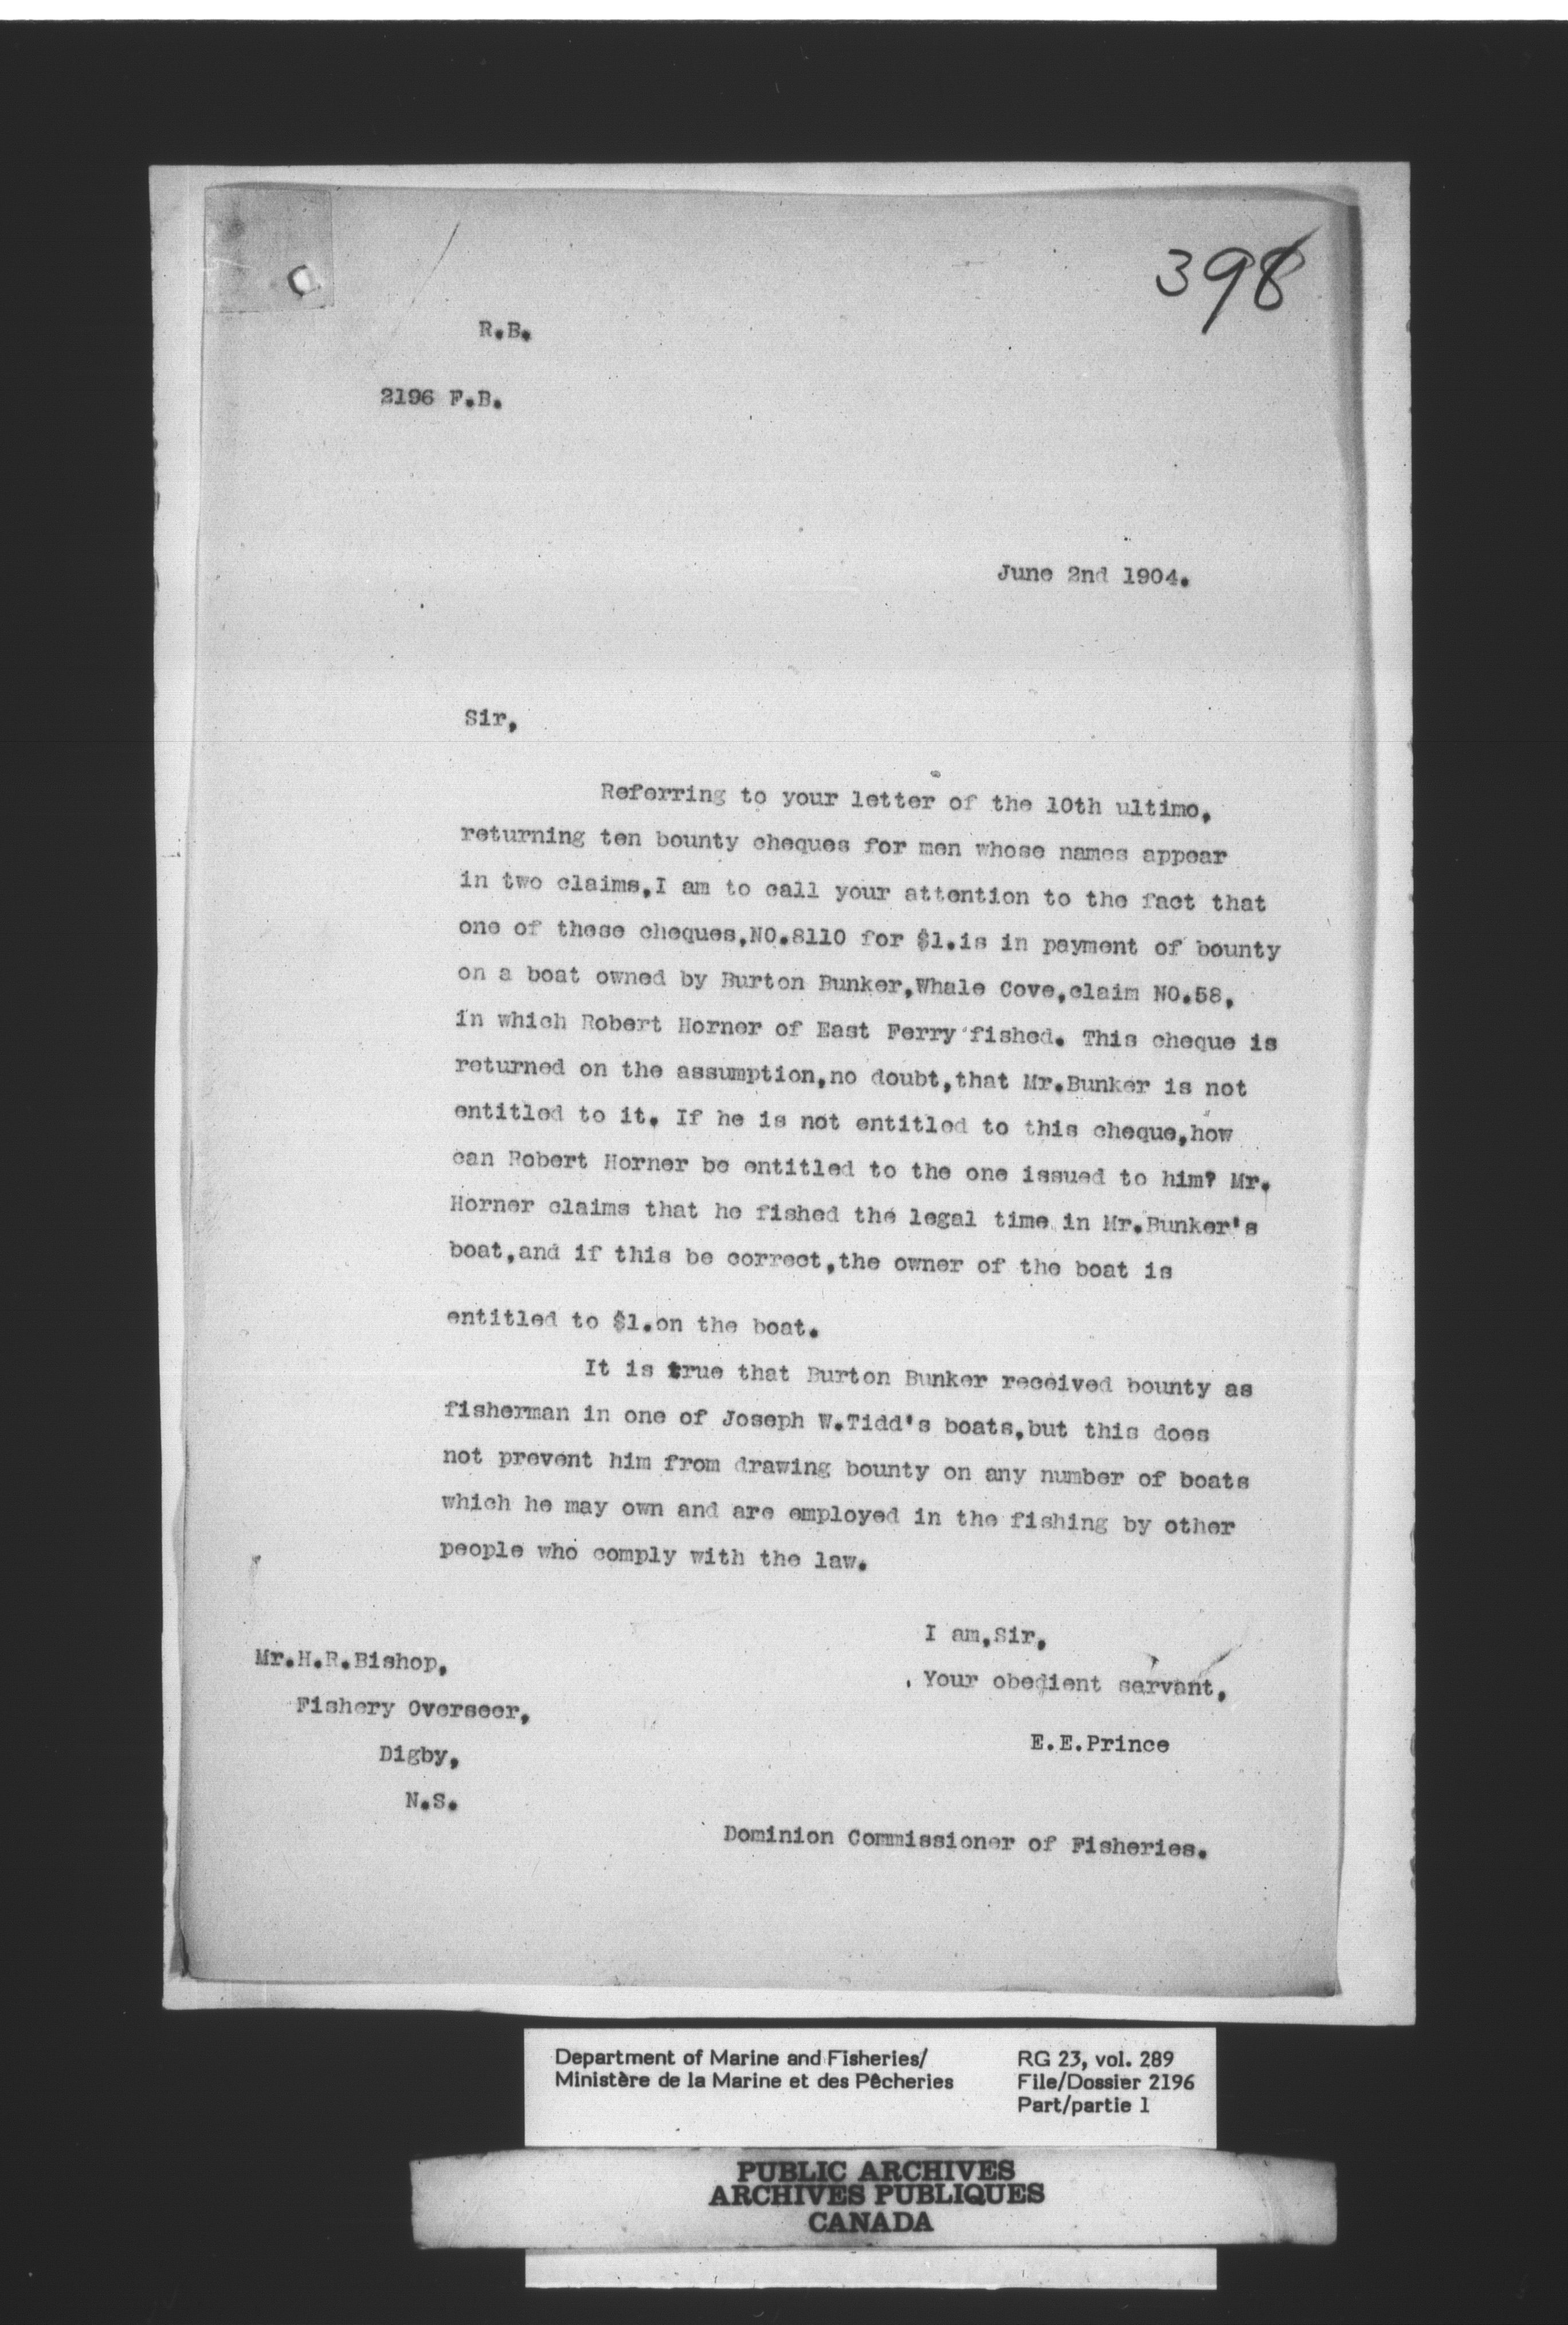 398
R.B.
2196 F.B.
June 2nd 1904.
Sir,
Referring to your letter of the 10th ultimo,
returning ten bounty cheques for men whose names appear
in two claims,I am to call your attention to the fact that
one of these cheques,NO.8110 for $1.is in payment of bounty
on a boat owned by Burton Bunker,Whale Cove,claim NO.58,
in which Robert Horner of East Ferry fished. This cheque is
returned on the assumption,no doubt,that Mr.Bunker is not
entitled to it. If he is not entitled to this cheque,how
can Robert Horner be entitled to the one issued to him? Mr.
Horner claims that he fished the legal time in Mr.Bunker's
boat,and if this be correct,the owner of the boat is
entitled to $1.on the boat.
It is true that Burton Bunker received bounty as
fisherman in one of Joseph W.Tidd's boats,but this does
not prevent him from drawing bounty on any number of boats
which he may own and are employed in the fishing by other
people who comply with the law.
I am,Sir,
Your obedient servant,
E.E.Prince
Dominion Commissioner of Fisheries.
Mr.H.R.Bishop,
Fishery Overseer,
Digby,
N.S.
Department of Marine and Fisheries/
Ministère de la Marine et des Pêcheries
RG 23, vol. 289
File/Dossier 2196
Part/partie 1
PUBLIC ARCHIVES
ARCHIVES PUBLIQUES
CANADA